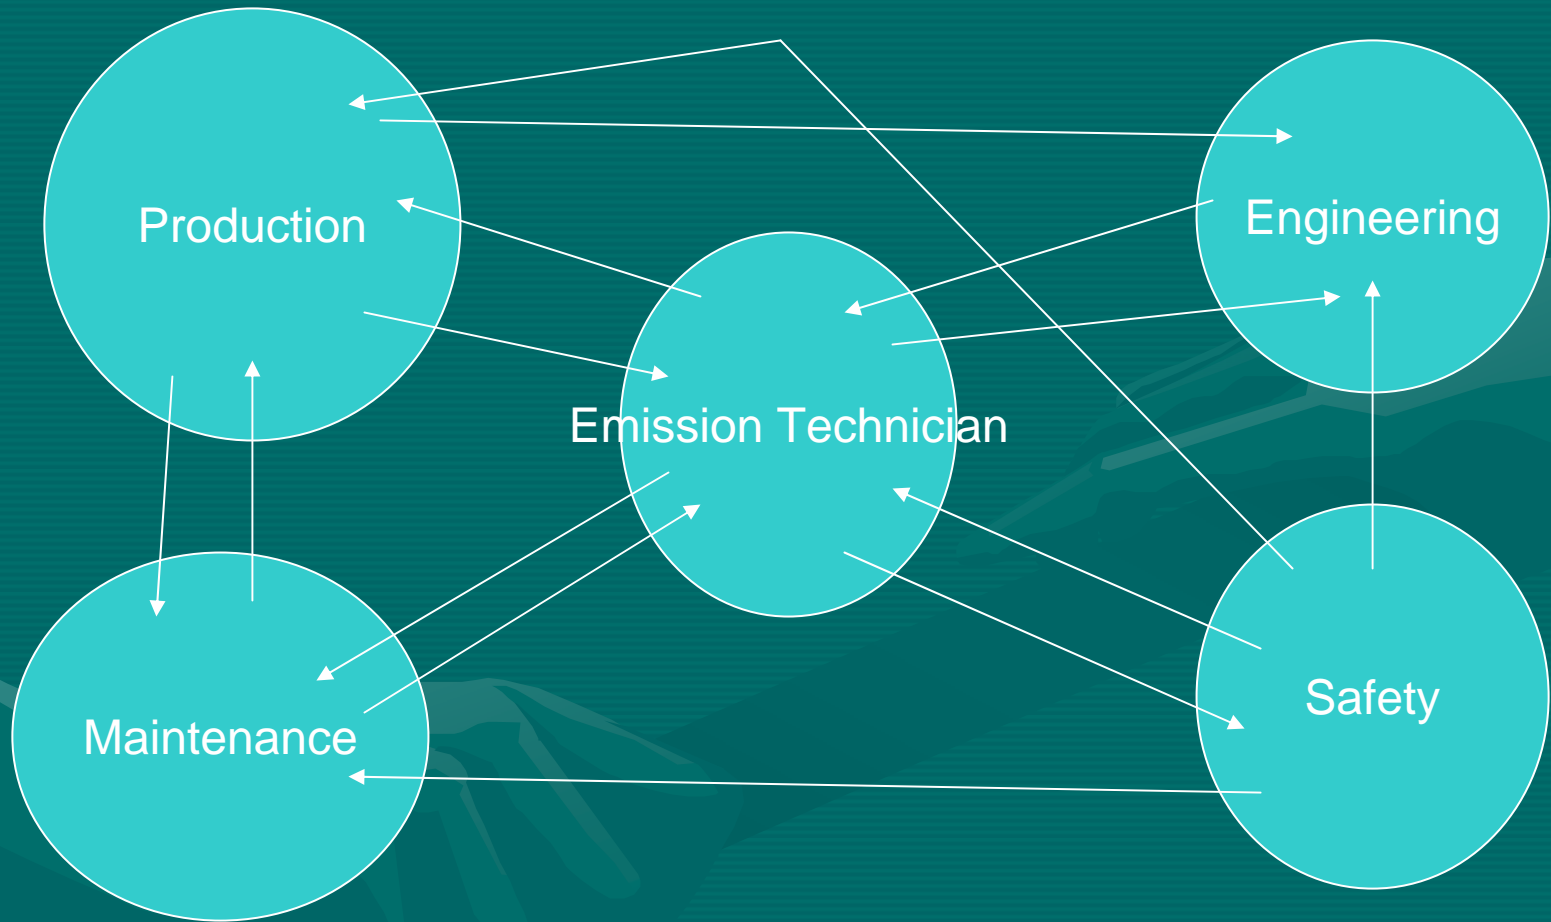 Production
Engineering
Emission Technician
Safety
Maintenance